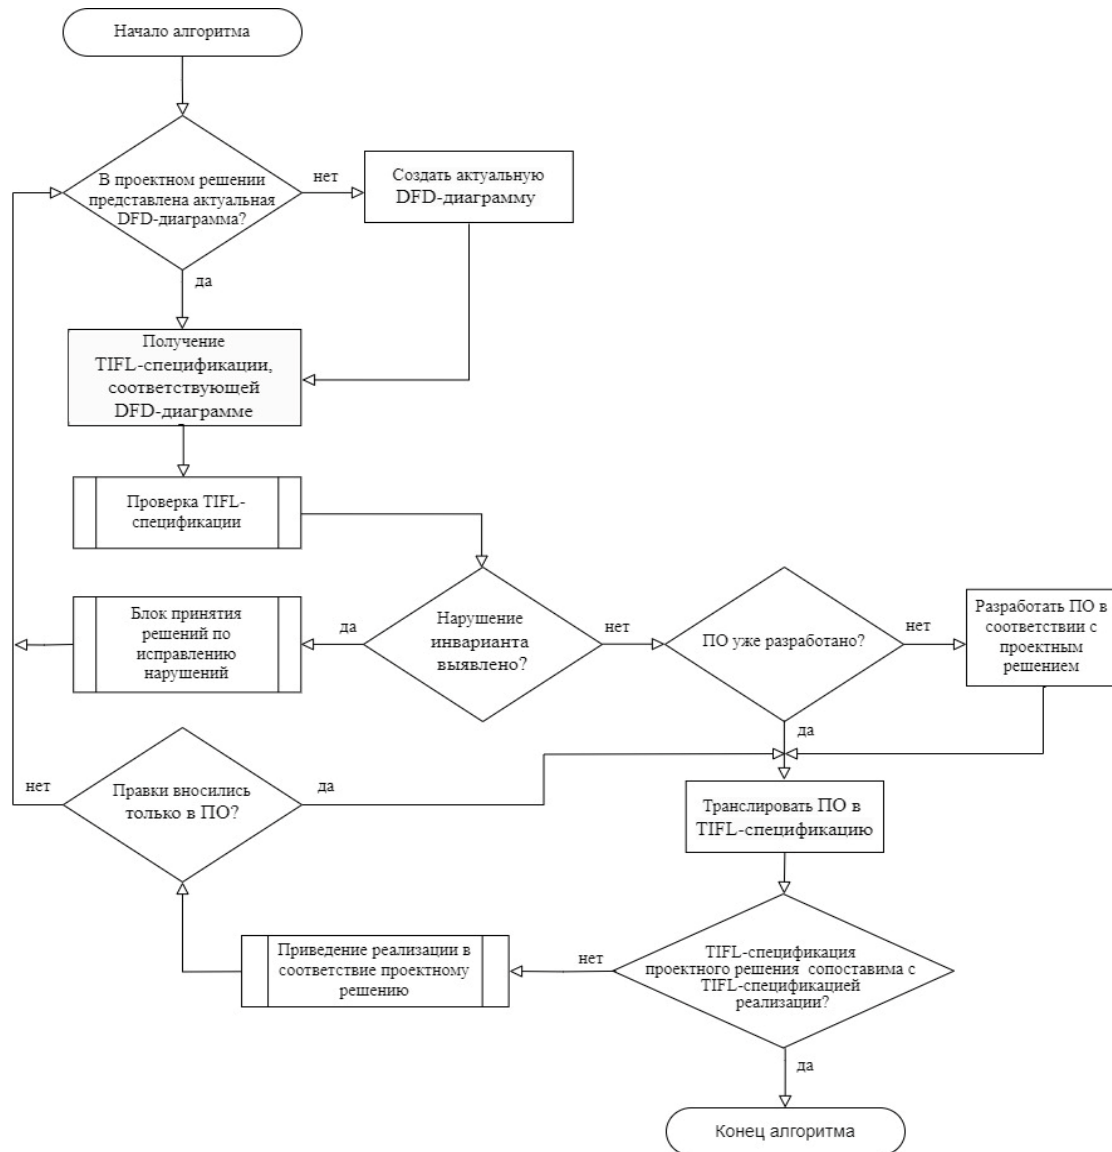 Начало алгоритма
В проектном решении
представлена актуальная
DFD-диаграмма?
нет
Создать актуальную
DFD-диаграмму
да
Получение
TIFL-спецификации,
соответствующей
DFD-диаграмме
Проверка TIFL-
спецификации
Блок принятия
решений по
исправлению
нарушений
да
Нарушение
инварианта
выявлено?
нет
ПО уже разработано?
нет
Разработать ПО в
соответствии с
проектным
решением
да
нет
Правки вносились
только в ПО?
да
Транслировать ПО в
TIFL-спецификацию
Приведение реализации в
соответствие проектному
решению
нет
TIFL-спецификация
проектного решения сопоставима с
TIFL-спецификацией
реализации?
да
Конец алгоритма